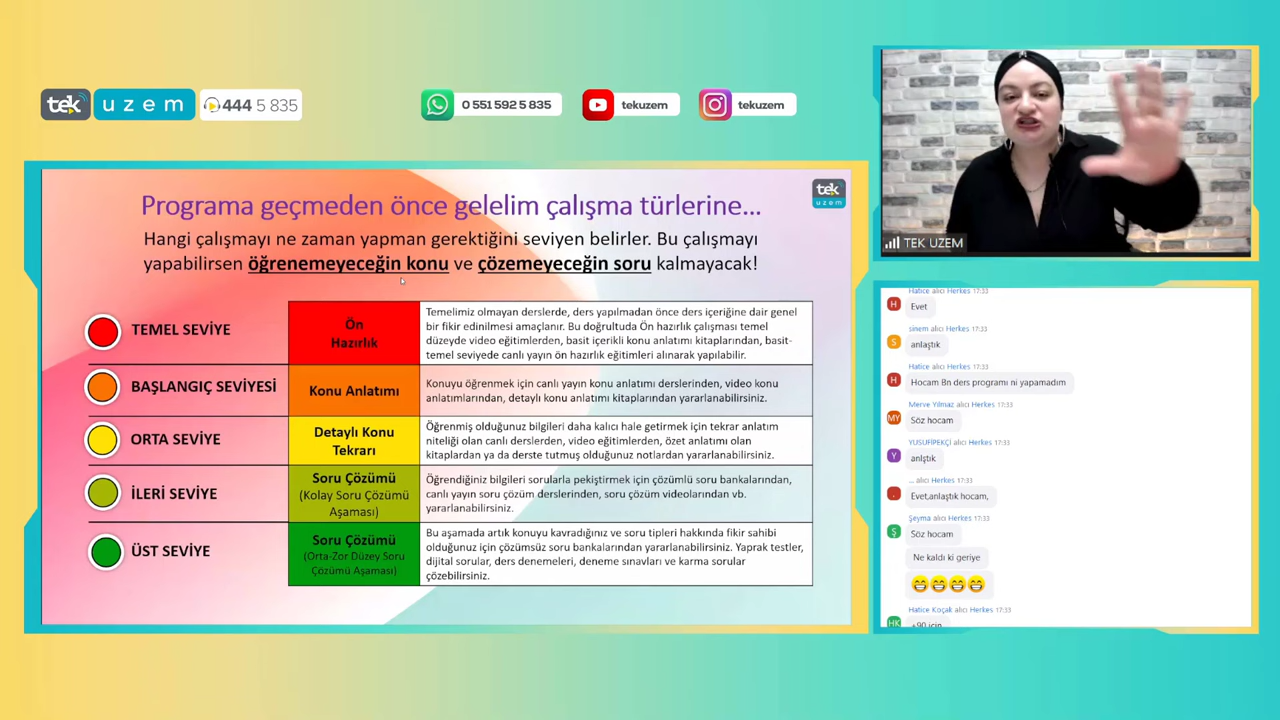 tek
uzem
444 5 835
0 551 592 5 835
tekuzem
tekuzem
tek
uzem
Programa geçmeden önce gelelim çalışma türlerine...
Hangi çalışmayı ne zaman yapman gerektiğini seviyen belirler. Bu çalışmayı
yapabilirsen öğrenemeyeceğin konu ve çözemeyeceğin soru kalmayacak!
TEMEL SEVİYE
Ön
Hazırlık
Temelimiz olmayan derslerde, ders yapılmadan önce ders içeriğine dair genel
bir fikir edinilmesi amaçlanır. Bu doğrultuda Ön hazırlık çalışması temel
düzeyde video eğitimlerden, basit içerikli konu anlatımı kitaplarından, basit-
temel seviyede canlı yayın ön hazırlık eğitimleri alınarak yapılabilir.
BAŞLANGIÇ SEVİYESİ
Konu Anlatımı
Konuyu öğrenmek için canlı yayın konu anlatımı derslerinden, video konu
anlatımlarından, detaylı konu anlatımı kitaplarından yararlanabilirsiniz.
ORTA SEVİYE
Detaylı Konu
Tekrarı
Öğrenmiş olduğunuz bilgileri daha kalıcı hale getirmek için tekrar anlatım
niteliği olan canlı derslerden, video eğitimlerden, özet anlatımı olan
kitaplardan ya da derste tutmuş olduğunuz notlardan yararlanabilirsiniz.
İLERİ SEVİYE
Soru Çözümü
(Kolay Soru Çözümü
Aşaması)
Öğrendiğiniz bilgileri sorularla pekiştirmek için çözümlü soru bankalarından,
canlı yayın soru çözüm derslerinden, soru çözüm videolarından vb.
yararlanabilirsiniz.
ÜST SEVİYE
Soru Çözümü
(Orta-Zor Düzey Soru
Çözümü Aşaması)
Bu aşamada artık konuyu kavradığınız ve soru tipleri hakkında fikir sahibi
olduğunuz için çözümsüz soru bankalarından yararlanabilirsiniz. Yaprak testler,
dijital sorular, ders denemeleri, deneme sınavları ve karma sorular
çözebilirsiniz.
TEK UZEM
Hatice alıcı Herkes 17:33
H
Evet
sinem alıcı Herkes 17:33
S
anlaştık
Hatice alıcı Herkes 17:33
H
Hocam Bn ders programı ni yapamadım
Merve Yilmaz alıcı Herkes 17:33
MY
Söz hocam
YUSUFİPEKÇİ alıcı Herkes 17:33
Y
anlştık
... alıcı Herkes 17:33
.
Evet,anlaştık hocam,
Şeyma alıcı Herkes 17:33
Ş
Söz hocam
Ne kaldı ki geriye
Hatice Koçak alıcı Herkes 17:33
HK
+90 için